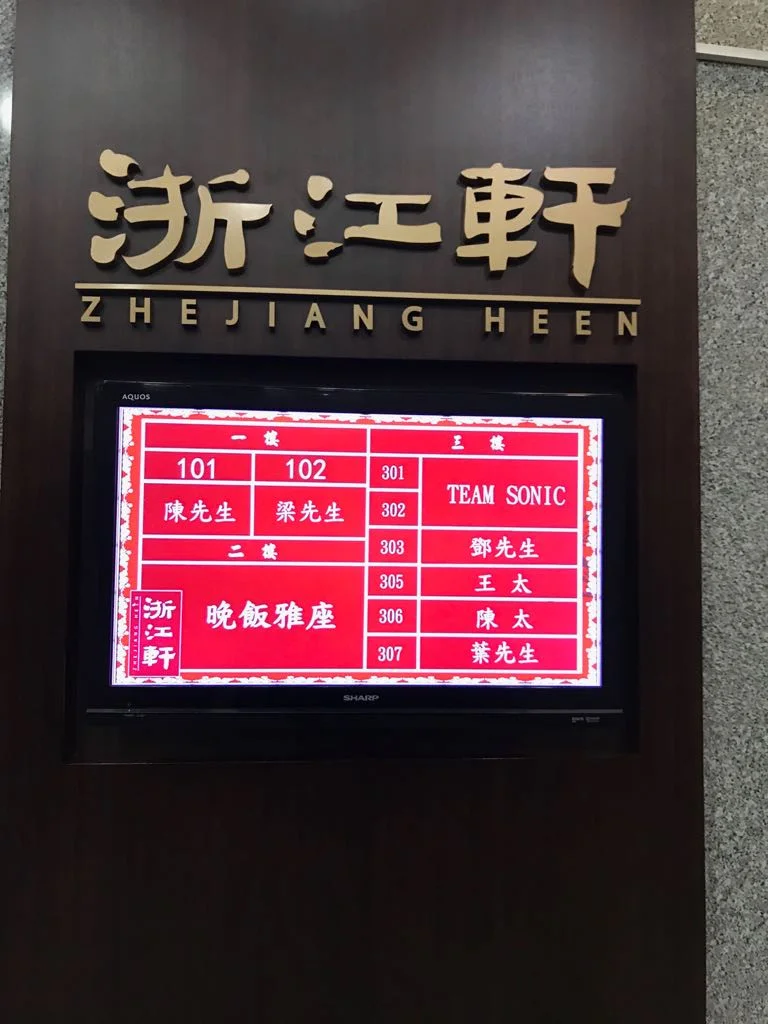 浙江軒
ZHEJIANG HEEN
AQUOS
一樓
101 102
陳先生 梁先生
二樓
晚飯雅座
浙江軒
三樓
301
302
TEAM SONIC
303 鄧先生
305 王太
306 陳太
307 葉先生
SHARP